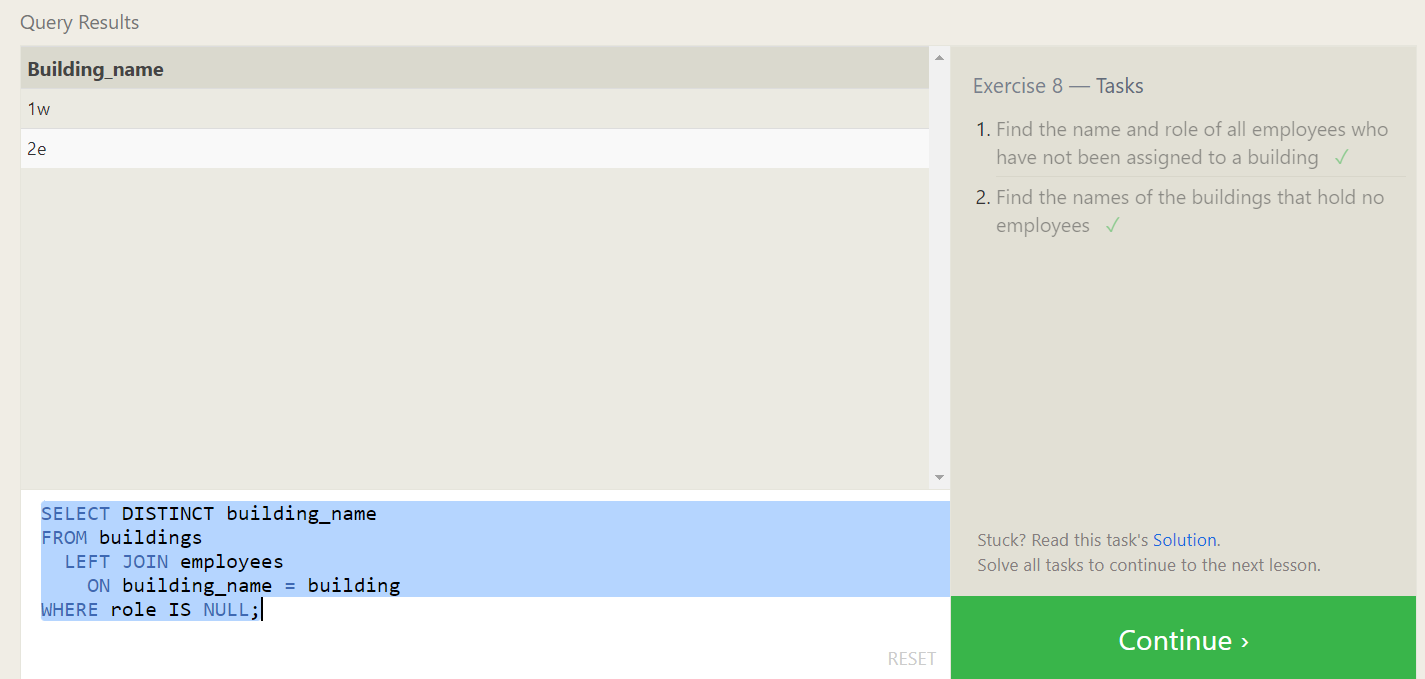 Query Results
Building_name
1w
2e
SELECT DISTINCT building_name
FROM buildings
  LEFT JOIN employees
    ON building_name = building
WHERE role IS NULL;
RESET
Exercise 8 — Tasks
1. Find the name and role of all employees who
have not been assigned to a building ✓
2. Find the names of the buildings that hold no
employees ✓
Stuck? Read this task's Solution.
Solve all tasks to continue to the next lesson.
Continue ›